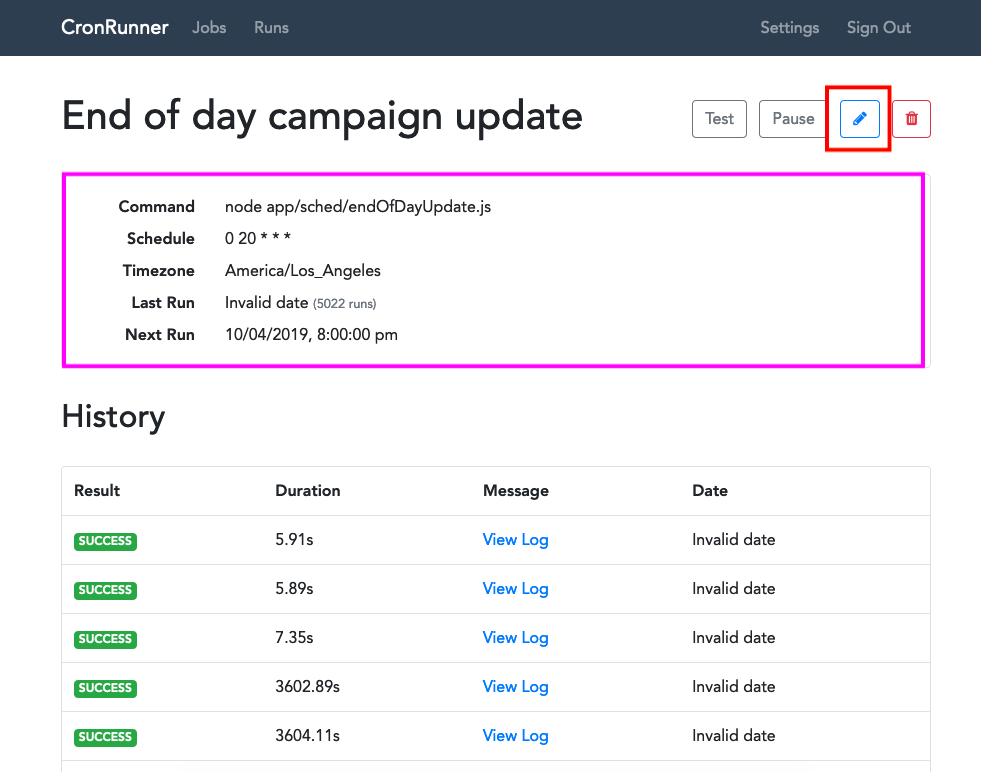 CronRunner Jobs Runs Settings Sign Out
End of day campaign update Test Pause
Command node app/sched/endOfDayUpdate.js
Schedule 0 20 * * *
Timezone America/Los_Angeles
Last Run Invalid date (5022 runs)
Next Run 10/04/2019, 8:00:00 pm
History
Result Duration Message Date
SUCCESS 5.91s View Log Invalid date
SUCCESS 5.89s View Log Invalid date
SUCCESS 7.35s View Log Invalid date
SUCCESS 3602.89s View Log Invalid date
SUCCESS 3604.11s View Log Invalid date